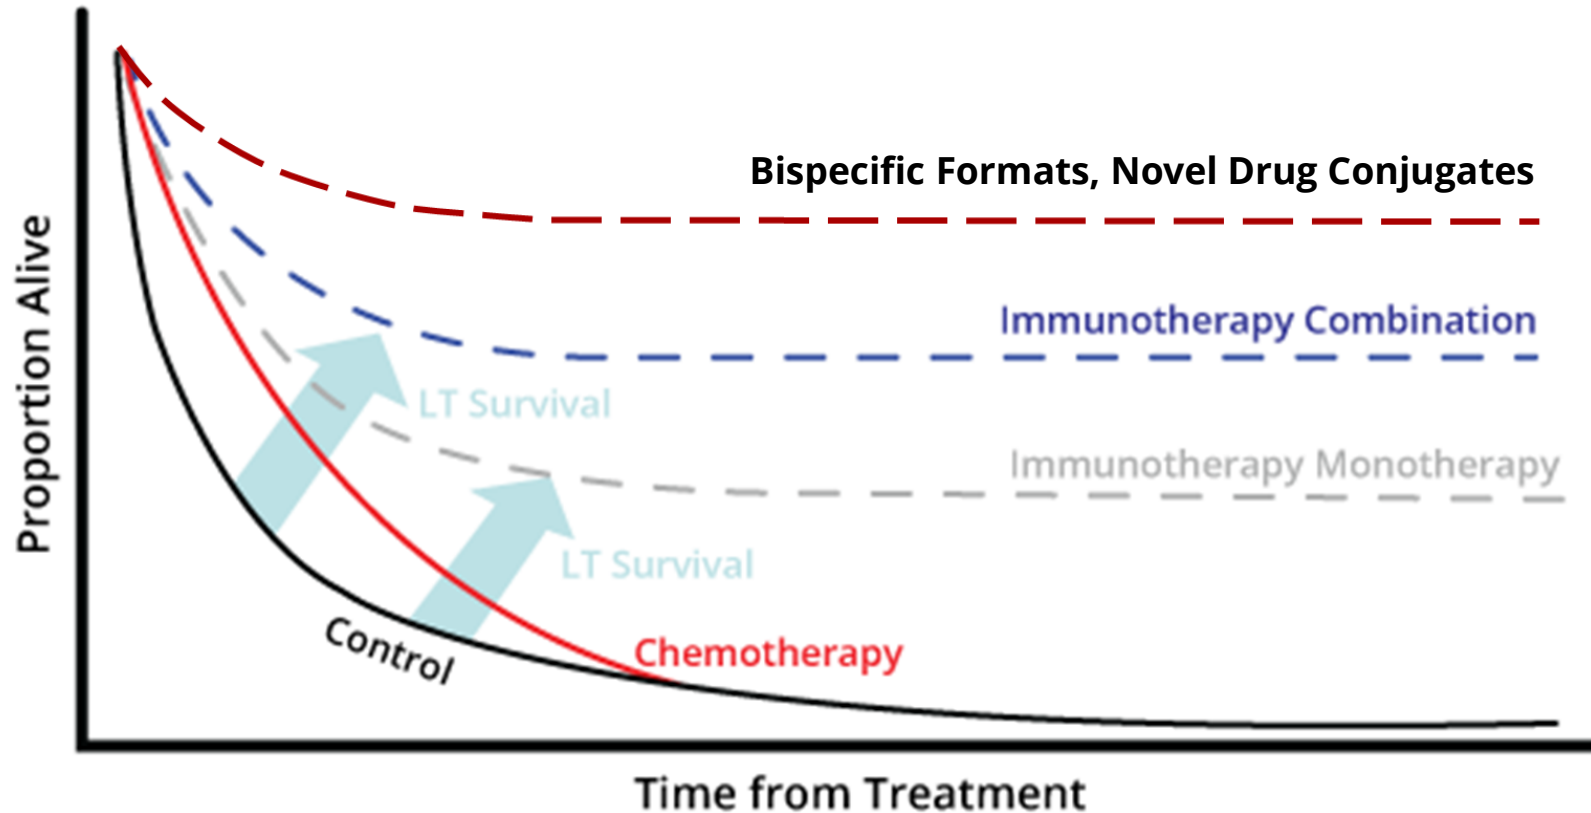 Bispecific Formats, Novel Drug Conjugates
Immunotherapy Combination
LT Survival
Immunotherapy Monotherapy
LT Survival
Control
Chemotherapy
Proportion Alive
Time from Treatment